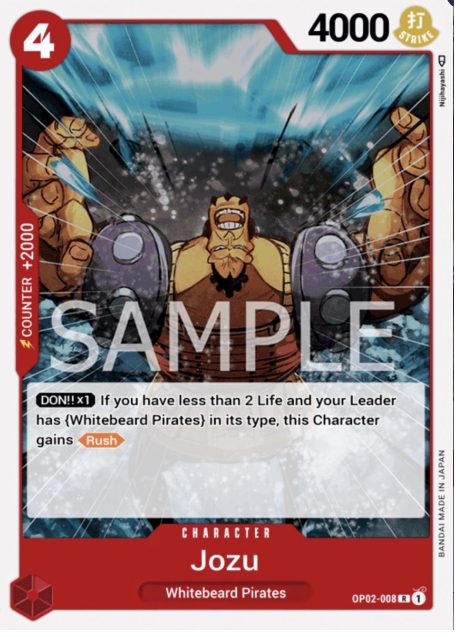 4
4000
打
STRIKE
Nijihayashi
COUNTER +2000
SAMPLE
DON!!×1 If you have less than 2 Life and your Leader
has {Whitebeard Pirates} in its type, this Character
gains Rush
CHARACTER
Jozu
Whitebeard Pirates
OP02-008 R 1
BANDAI MADE IN JAPAN